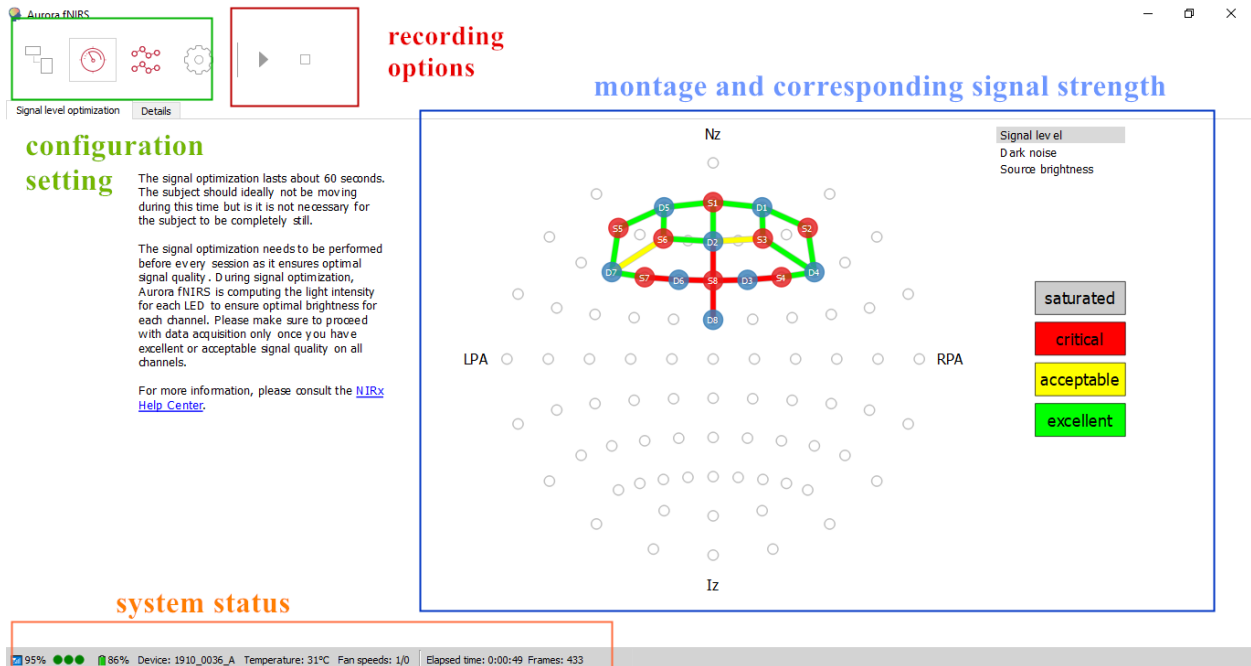 Aurora fNIRS
recording
options
montage and corresponding signal strength
Signal level optimization
Details
configuration
setting
The signal optimization lasts about 60 seconds.
The subject should ideally not be moving
during this time but is it is not necessary for
the subject to be completely still.
The signal optimization needs to be performed
before every session as it ensures optimal
signal quality. During signal optimization,
Aurora fNIRS is computing the light intensity
for each LED to ensure optimal brightness for
each channel. Please make sure to proceed
with data acquisition only once you have
excellent or acceptable signal quality on all
channels.
For more information, please consult the NIRx
Help Center.
Nz
Signal level
Dark noise
Source brightness
D5 S1 D1
S5 S2
S6 D2 S3
D7 S7 D6 S8 D3 S4 D4
D8
LPA
RPA
Iz
saturated
critical
acceptable
excellent
system status
95% 86% Device: 1910_0036_A Temperature: 31°C Fan speeds: 1/0 Elapsed time: 0:00:49 Frames: 433